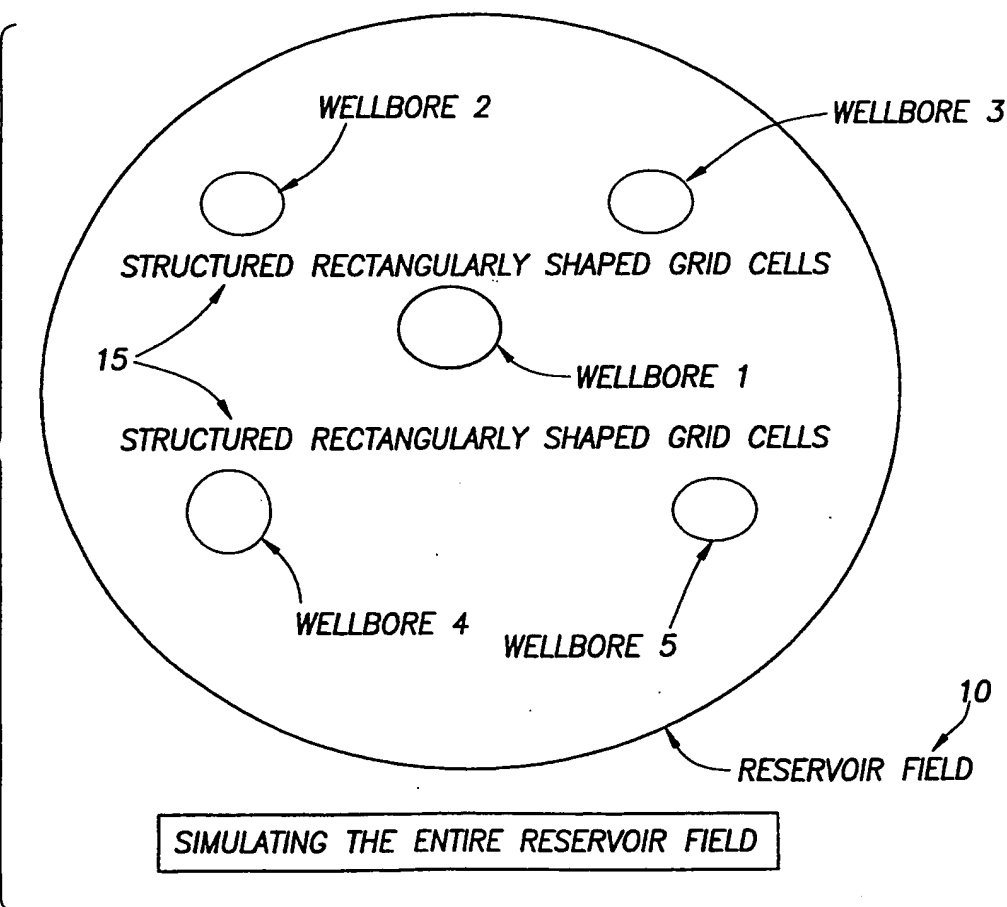 WELLBORE 2
WELLBORE 3
STRUCTURED RECTANGULARLY SHAPED GRID CELLS
15
WELLBORE 1
STRUCTURED RECTANGULARLY SHAPED GRID CELLS
WELLBORE 4
WELLBORE 5
10
RESERVOIR FIELD
SIMULATING THE ENTIRE RESERVOIR FIELD